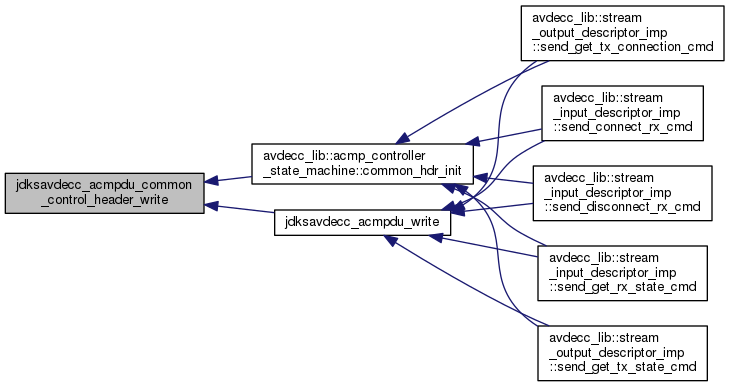 jdksavdecc_acmpdu_common
_control_header_write
avdecc_lib::acmp_controller
_state_machine::common_hdr_init
jdksavdecc_acmpdu_write
avdecc_lib::stream
_output_descriptor_imp
::send_get_tx_connection_cmd
avdecc_lib::stream
_input_descriptor_imp
::send_connect_rx_cmd
avdecc_lib::stream
_input_descriptor_imp
::send_disconnect_rx_cmd
avdecc_lib::stream
_input_descriptor_imp
::send_get_rx_state_cmd
avdecc_lib::stream
_output_descriptor_imp
::send_get_tx_state_cmd